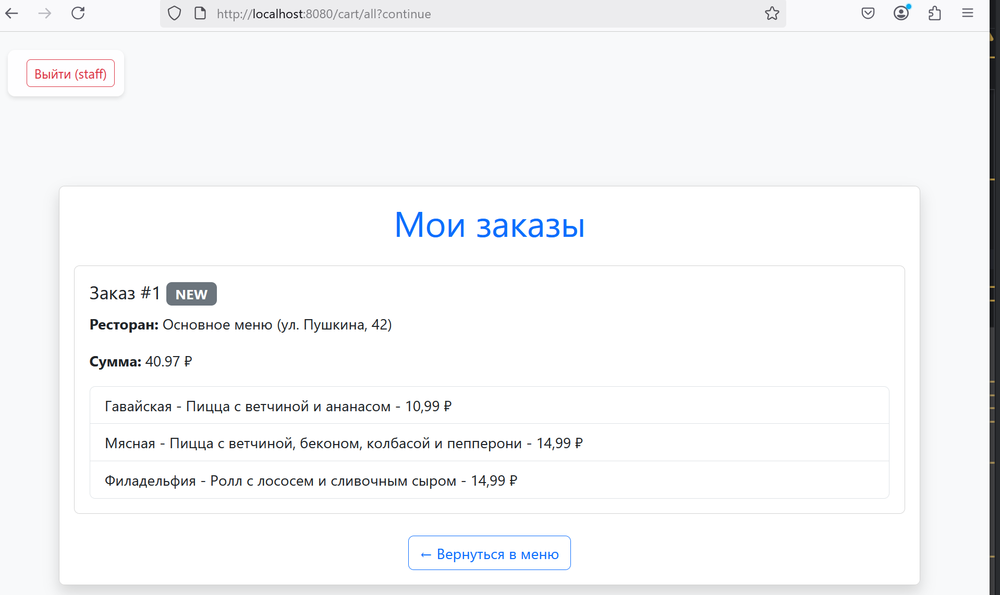 http://localhost:8080/cart/all?continue
Выйти (staff)
Мои заказы
Заказ #1 NEW
Ресторан: Основное меню (ул. Пушкина, 42)
Сумма: 40.97 ₽
Гавайская - Пицца с ветчиной и ананасом - 10,99 ₽
Мясная - Пицца с ветчиной, беконом, колбасой и пепперони - 14,99 ₽
Филадельфия - Ролл с лососем и сливочным сыром - 14,99 ₽
← Вернуться в меню